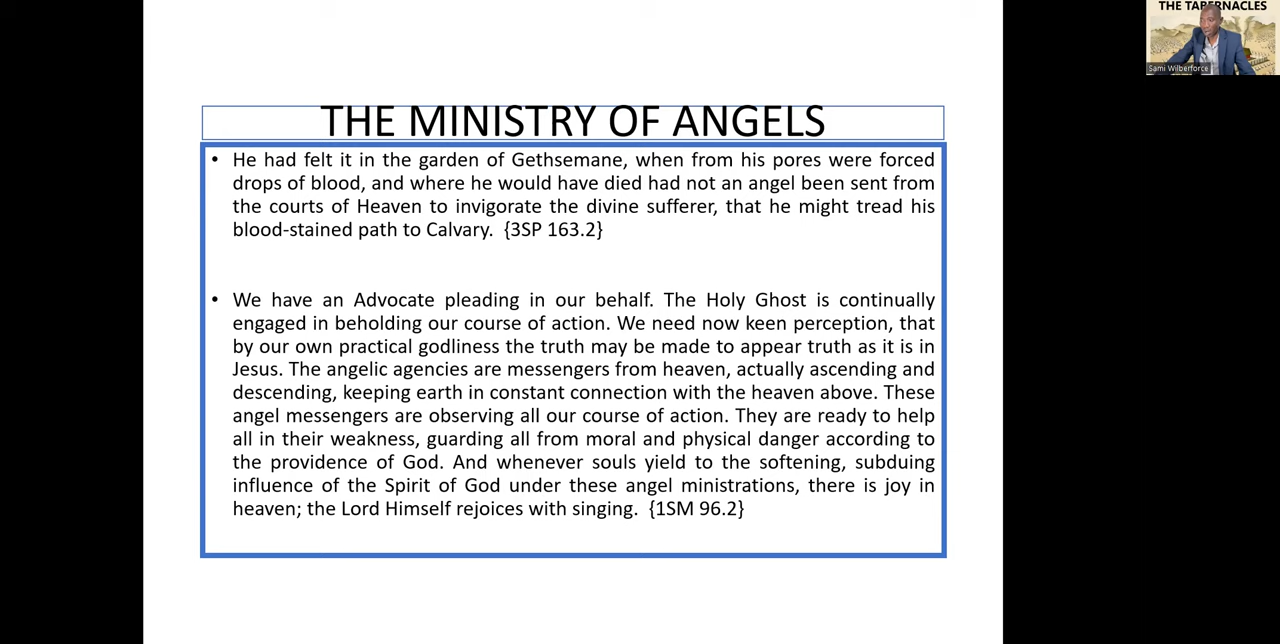 THE TABERNACLES
Sami Wilberforce
THE MINISTRY OF ANGELS
• He had felt it in the garden of Gethsemane, when from his pores were forced
drops of blood, and where he would have died had not an angel been sent from
the courts of Heaven to invigorate the divine sufferer, that he might tread his
blood-stained path to Calvary. {3SP 163.2}
• We have an Advocate pleading in our behalf. The Holy Ghost is continually
engaged in beholding our course of action. We need now keen perception, that
by our own practical godliness the truth may be made to appear truth as it is in
Jesus. The angelic agencies are messengers from heaven, actually ascending and
descending, keeping earth in constant connection with the heaven above. These
angel messengers are observing all our course of action. They are ready to help
all in their weakness, guarding all from moral and physical danger according to
the providence of God. And whenever souls yield to the softening, subduing
influence of the Spirit of God under these angel ministrations, there is joy in
heaven; the Lord Himself rejoices with singing. {1SM 96.2}